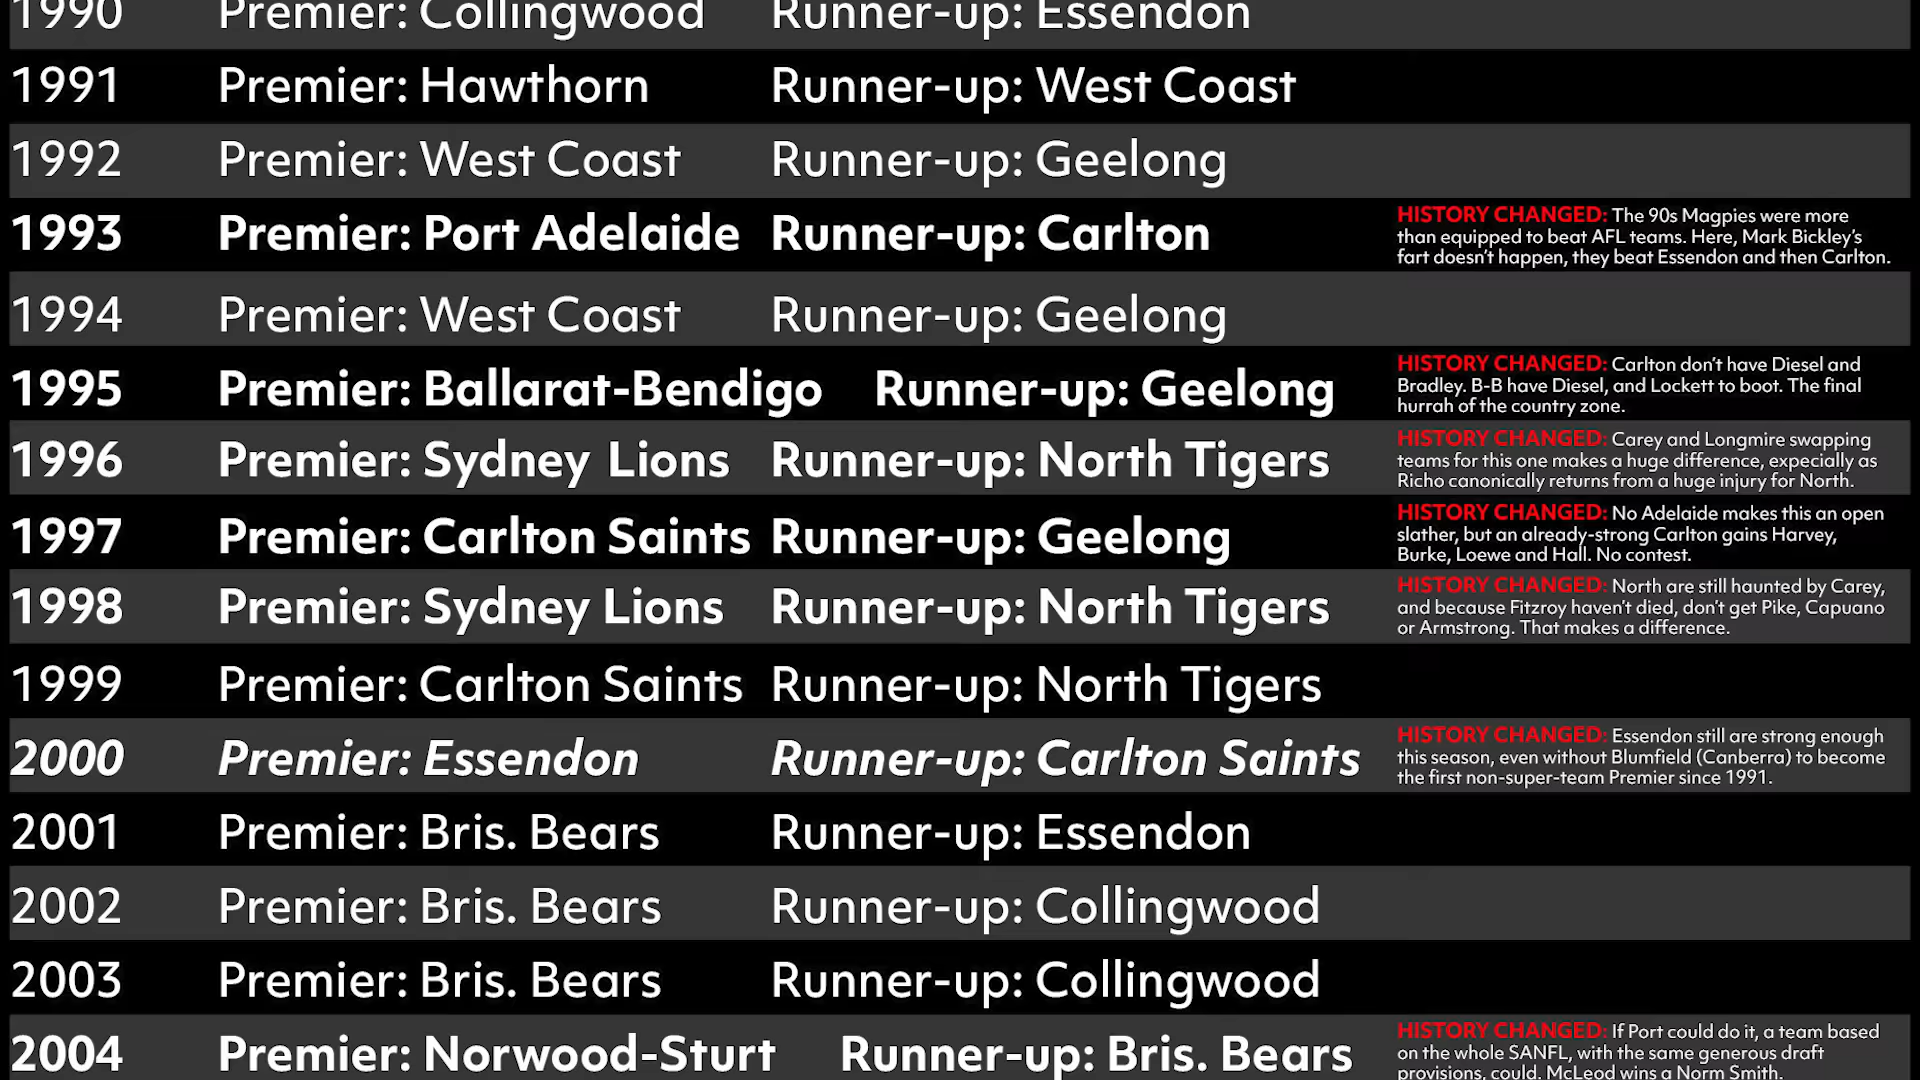 1990 Premier: Collingwood Runner-up: Essendon
1991 Premier: Hawthorn Runner-up: West Coast
1992 Premier: West Coast Runner-up: Geelong
1993 Premier: Port Adelaide Runner-up: Carlton
HISTORY CHANGED: The 90s Magpies were more
than equipped to beat AFL teams. Here, Mark Bickley's
fart doesn't happen, they beat Essendon and then Carlton.
1994 Premier: West Coast Runner-up: Geelong
1995 Premier: Ballarat-Bendigo Runner-up: Geelong
HISTORY CHANGED: Carlton don't have Diesel and
Bradley. B-B have Diesel, and Lockett to boot. The final
hurrah of the country zone.
1996 Premier: Sydney Lions Runner-up: North Tigers
HISTORY CHANGED: Carey and Longmire swapping
teams for this one makes a huge difference, expecially as
Richo canonically returns from a huge injury for North.
1997 Premier: Carlton Saints Runner-up: Geelong
HISTORY CHANGED: No Adelaide makes this an open
slather, but an already-strong Carlton gains Harvey,
Burke, Loewe and Hall. No contest.
1998 Premier: Sydney Lions Runner-up: North Tigers
HISTORY CHANGED: North are still haunted by Carey,
and because Fitzroy haven't died, don't get Pike, Capuano
or Armstrong. That makes a difference.
1999 Premier: Carlton Saints Runner-up: North Tigers
2000 Premier: Essendon Runner-up: Carlton Saints
HISTORY CHANGED: Essendon still are strong enough
this season, even without Blumfield (Canberra) to become
the first non-super-team Premier since 1991.
2001 Premier: Bris. Bears Runner-up: Essendon
2002 Premier: Bris. Bears Runner-up: Collingwood
2003 Premier: Bris. Bears Runner-up: Collingwood
2004 Premier: Norwood-Sturt Runner-up: Bris. Bears
HISTORY CHANGED: If Port could do it, a team based
on the whole SANFL, with the same generous draft
provisions, could. McLeod wins a Norm Smith.